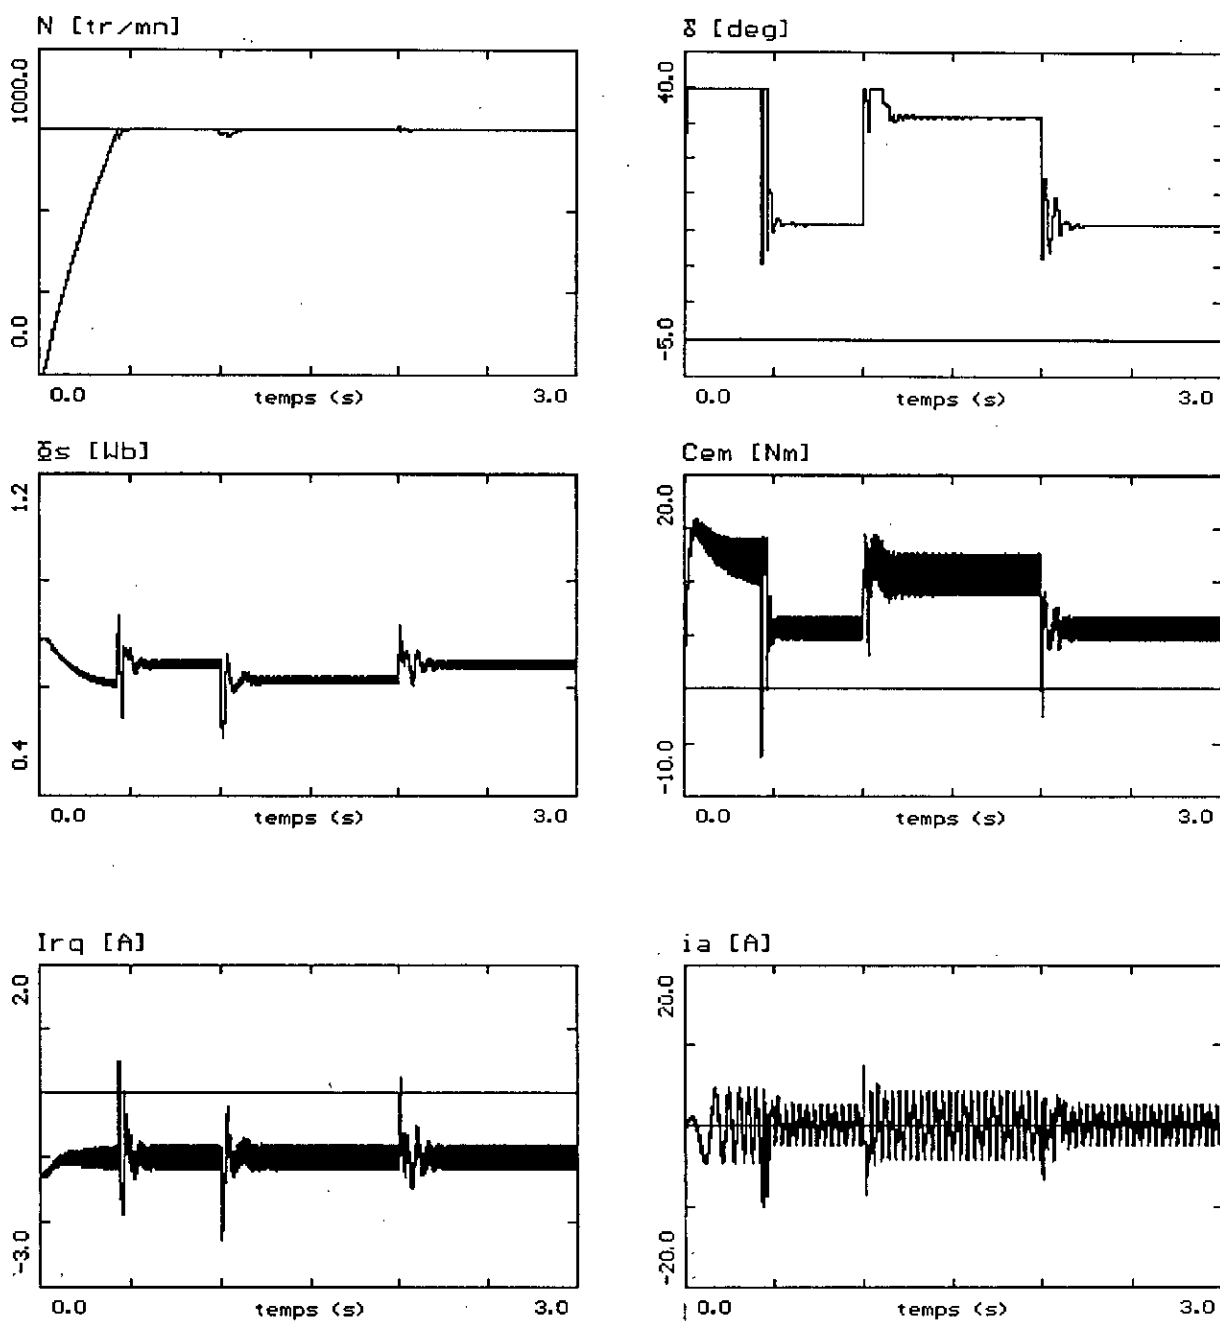 N [tr/mn]
1000.0
0.0
0.0 temps (s) 3.0
δ [deg]
40.0
-5.0
0.0 temps (s) 3.0
Φs [Wb]
1.2
0.4
0.0 temps (s) 3.0
Cem [Nm]
20.0
-10.0
0.0 temps (s) 3.0
Irq [A]
2.0
-3.0
0.0 temps (s) 3.0
ia [A]
20.0
-20.0
0.0 temps (s) 3.0